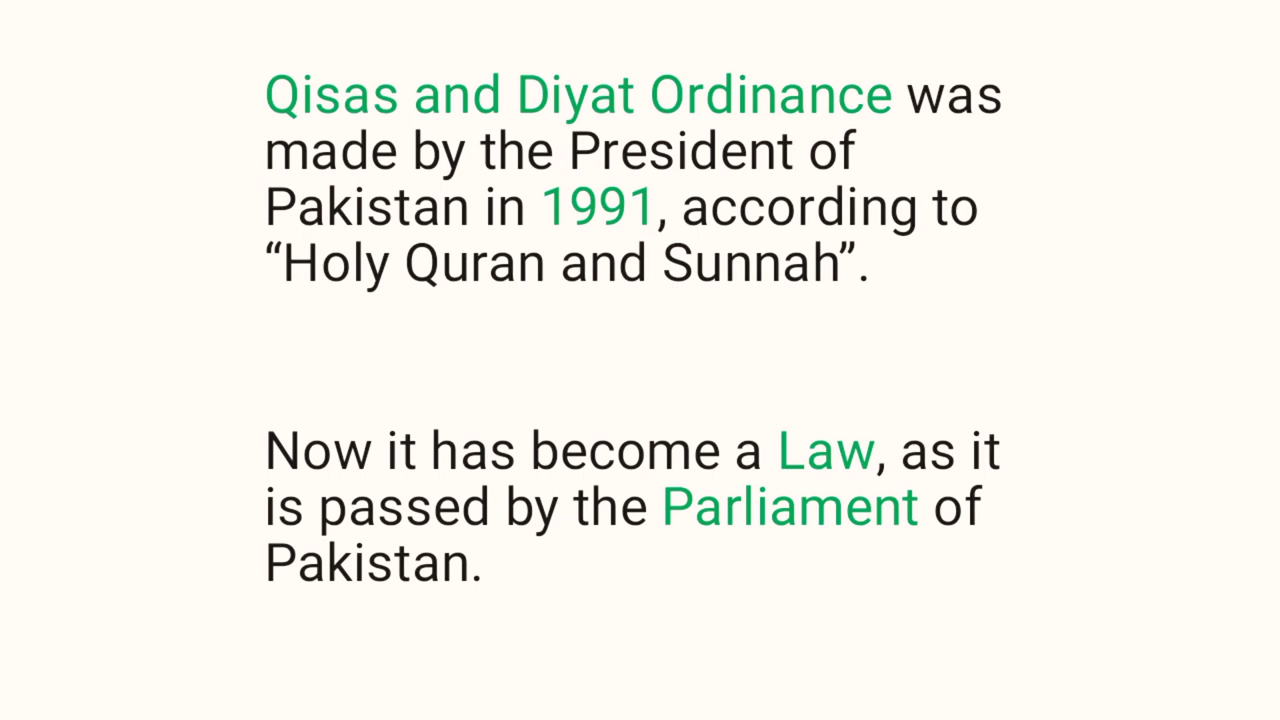 Qisas and Diyat Ordinance was
made by the President of
Pakistan in 1991, according to
“Holy Quran and Sunnah”.
Now it has become a Law, as it
is passed by the Parliament of
Pakistan.